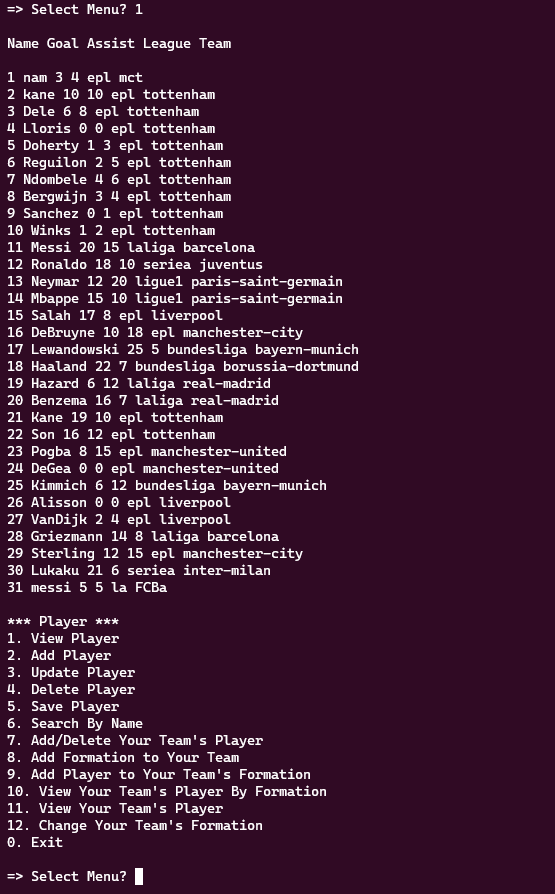 => Select Menu? 1
Name Goal Assist League Team
1 nam 3 4 epl mct
2 kane 10 10 epl tottenham
3 Dele 6 8 epl tottenham
4 Lloris 0 0 epl tottenham
5 Doherty 1 3 epl tottenham
6 Reguilon 2 5 epl tottenham
7 Ndombele 4 6 epl tottenham
8 Bergwijn 3 4 epl tottenham
9 Sanchez 0 1 epl tottenham
10 Winks 1 2 epl tottenham
11 Messi 20 15 laliga barcelona
12 Ronaldo 18 10 seriea juventus
13 Neymar 12 20 ligue1 paris-saint-germain
14 Mbappe 15 10 ligue1 paris-saint-germain
15 Salah 17 8 epl liverpool
16 DeBruyne 10 18 epl manchester-city
17 Lewandowski 25 5 bundesliga bayern-munich
18 Haaland 22 7 bundesliga borussia-dortmund
19 Hazard 6 12 laliga real-madrid
20 Benzema 16 7 laliga real-madrid
21 Kane 19 10 epl tottenham
22 Son 16 12 epl tottenham
23 Pogba 8 15 epl manchester-united
24 DeGea 0 0 epl manchester-united
25 Kimmich 6 12 bundesliga bayern-munich
26 Alisson 0 0 epl liverpool
27 VanDijk 2 4 epl liverpool
28 Griezmann 14 8 laliga barcelona
29 Sterling 12 15 epl manchester-city
30 Lukaku 21 6 seriea inter-milan
31 messi 5 5 la FCBa
*** Player ***
1. View Player
2. Add Player
3. Update Player
4. Delete Player
5. Save Player
6. Search By Name
7. Add/Delete Your Team's Player
8. Add Formation to Your Team
9. Add Player to Your Team's Formation
10. View Your Team's Player By Formation
11. View Your Team's Player
12. Change Your Team's Formation
0. Exit
=> Select Menu?